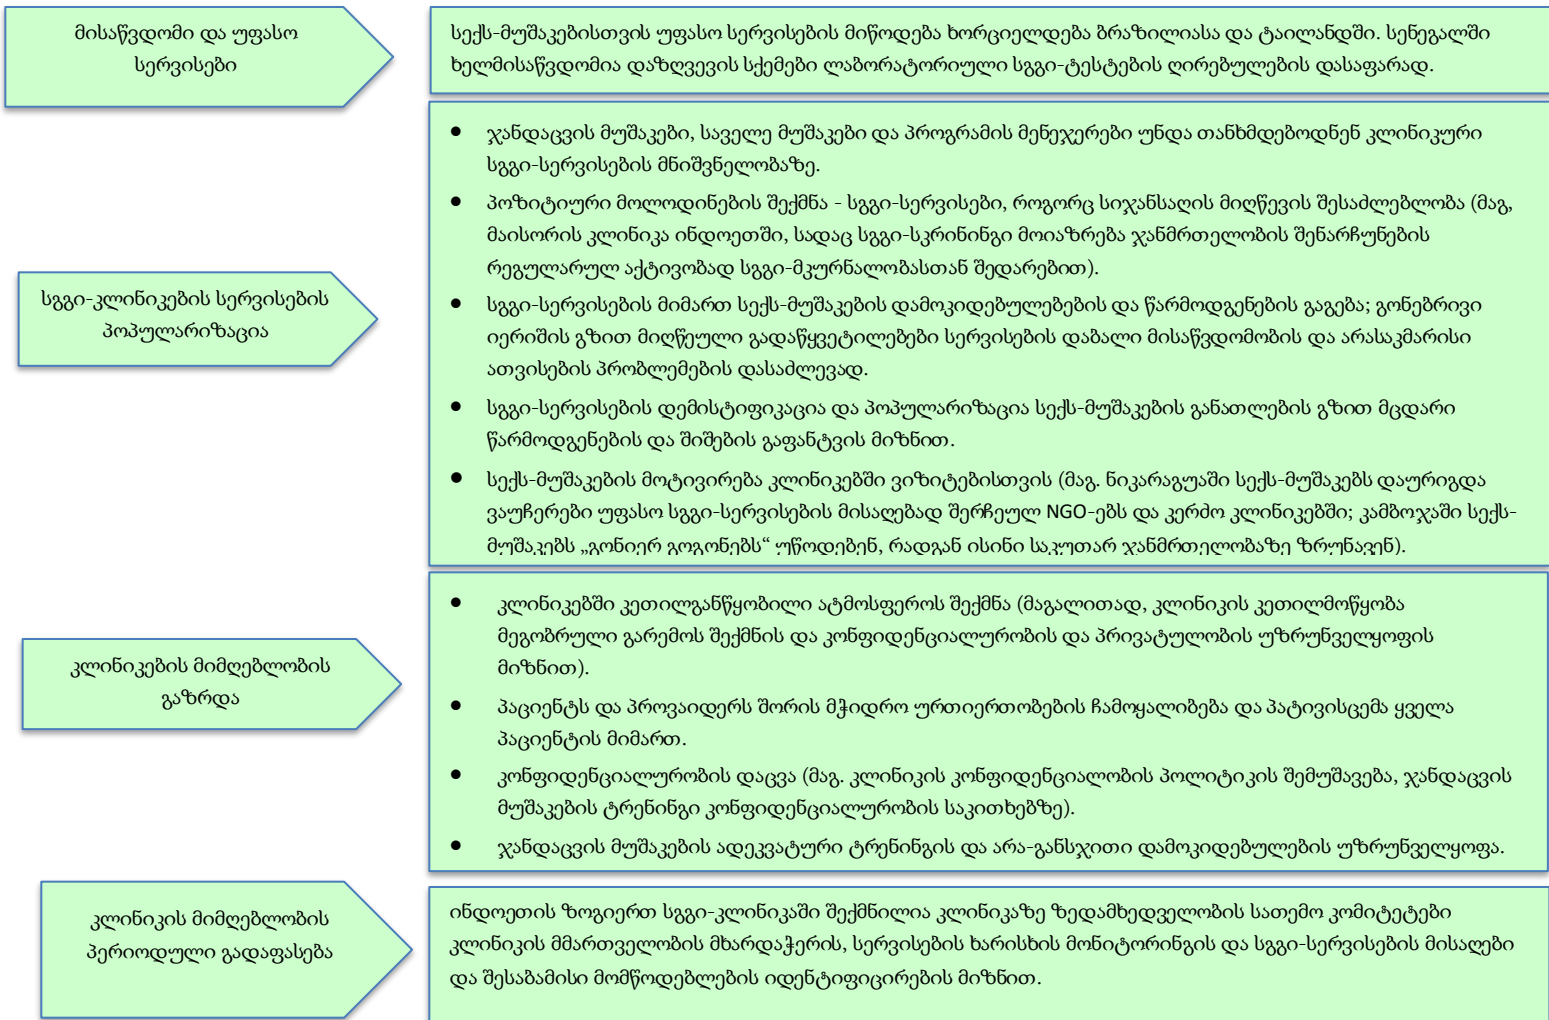 მისაწვდომი და უფასო
სერვისები
სექს-მუშაკებისთვის უფასო სერვისების მიწოდება ხორციელდება ბრაზილიასა და ტაილანდში. სენეგალში
ხელმისაწვდომია დაზღვევის სქემები ლაბორატორიული სგგი-ტესტების ღირებულების დასაფარად.
სგგი-კლინიკების სერვისების
პოპულარიზაცია
• ჯანდაცვის მუშაკები, საველე მუშაკები და პროგრამის მენეჯერები უნდა თანხმდებოდნენ კლინიკური
სგგი-სერვისების მნიშვნელობაზე.
• პოზიტიური მოლოდინების შექმნა - სგგი-სერვისები, როგორც სიჯანსაღის მიღწევის შესაძლებლობა (მაგ,
მაისორის კლინიკა ინდოეთში, სადაც სგგი-სკრინინგი მოიაზრება ჯანმრთელობის შენარჩუნების
რეგულარულ აქტივობად სგგი-მკურნალობასთან შედარებით).
• სგგი-სერვისების მიმართ სექს-მუშაკების დამოკიდებულებების და წარმოდგენების გაგება; გონებრივი
იერიშის გზით მიღწეული გადაწყვეტილებები სერვისების დაბალი მისაწვდომობის და არასაკმარისი
ათვისების პრობლემების დასაძლევად.
• სგგი-სერვისების დემისტიფიკაცია და პოპულარიზაცია სექს-მუშაკების განათლების გზით მცდარი
წარმოდგენების და შიშების გაფანტვის მიზნით.
• სექს-მუშაკების მოტივირება კლინიკებში ვიზიტებისთვის (მაგ. ნიკარაგუაში სექს-მუშაკებს დაურიგდა
ვაუჩერები უფასო სგგი-სერვისების მისაღებად შერჩეულ NGO-ებს და კერძო კლინიკებში; კამბოჯაში სექს-
მუშაკებს „გონიერ გოგონებს“ უწოდებენ, რადგან ისინი საკუთარ ჯანმრთელობაზე ზრუნავენ).
კლინიკების მიმღებლობის
გაზრდა
• კლინიკებში კეთილგანწყობილი ატმოსფეროს შექმნა (მაგალითად, კლინიკის კეთილმოწყობა
მეგობრული გარემოს შექმნის და კონფიდენციალურობის და პრივატულობის უზრუნველყოფის
მიზნით).
• პაციენტს და პროვაიდერს შორის მჭიდრო ურთიერთობების ჩამოყალიბება და პატივისცემა ყველა
პაციენტის მიმართ.
• კონფიდენციალურობის დაცვა (მაგ. კლინიკის კონფიდენციალობის პოლიტიკის შემუშავება, ჯანდაცვის
მუშაკების ტრენინგი კონფიდენციალურობის საკითხებზე).
• ჯანდაცვის მუშაკების ადეკვატური ტრენინგის და არა-განსჯითი დამოკიდებულების უზრუნველყოფა.
კლინიკის მიმღებლობის
პერიოდული გადაფასება
ინდოეთის ზოგიერთ სგგი-კლინიკაში შექმნილია კლინიკაზე ზედამხედველობის სათემო კომიტეტები
კლინიკის მმართველობის მხარდაჭერის, სერვისების ხარისხის მონიტორინგის და სგგი-სერვისების მისაღები
და შესაბამისი მომწოდებლების იდენტიფიცირების მიზნით.